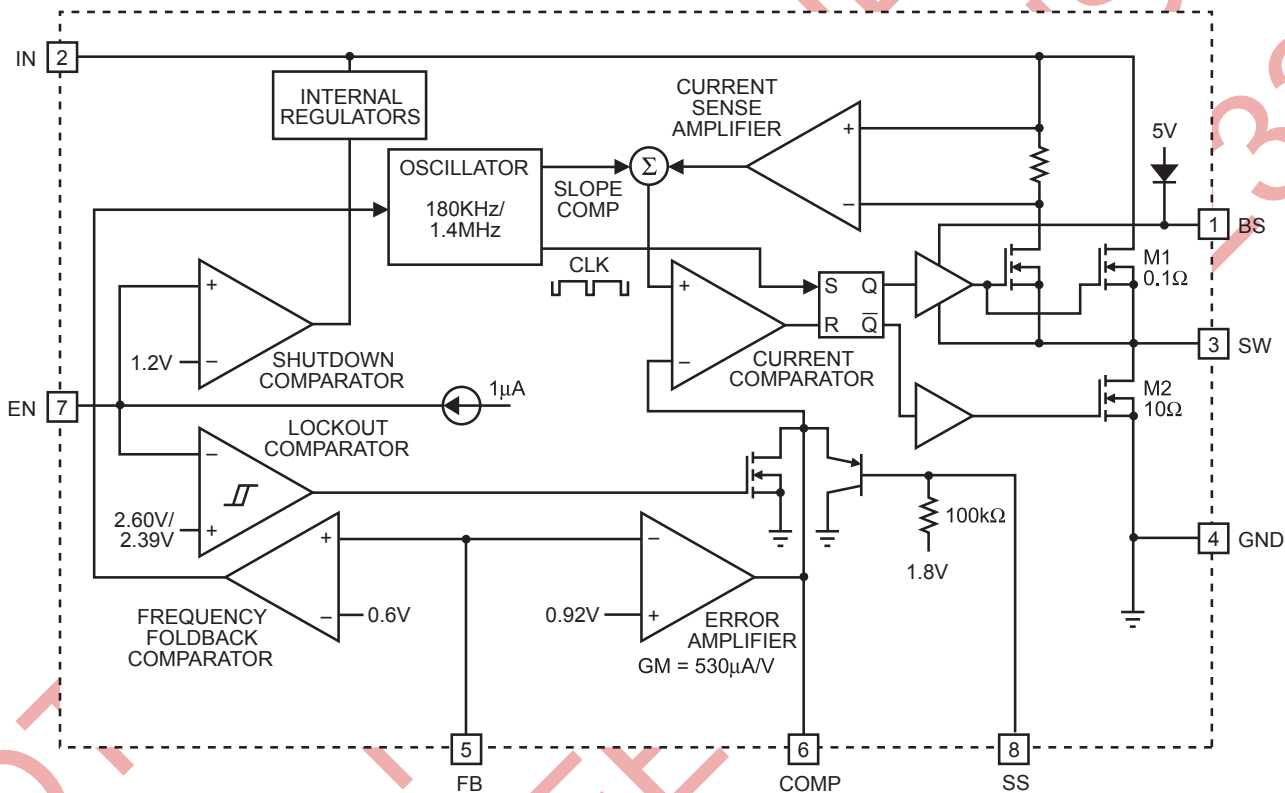 IN 2
INTERNAL
REGULATORS
CURRENT
SENSE
AMPLIFIER
+
−
5V
OSCILLATOR
180KHz/
1.4MHz
Σ
SLOPE
COMP
1 BS
CLK
M1
0.1Ω
+
−
1.2V
SHUTDOWN
COMPARATOR
+
−
S Q
R Q̅
CURRENT
COMPARATOR
3 SW
EN 7
1μA
M2
10Ω
LOCKOUT
COMPARATOR
−
+
2.60V/
2.39V
100kΩ
1.8V
4 GND
+
−
0.6V
FREQUENCY
FOLDBACK
COMPARATOR
−
+
0.92V
ERROR
AMPLIFIER
GM = 530μA/V
5
FB
6
COMP
8
SS